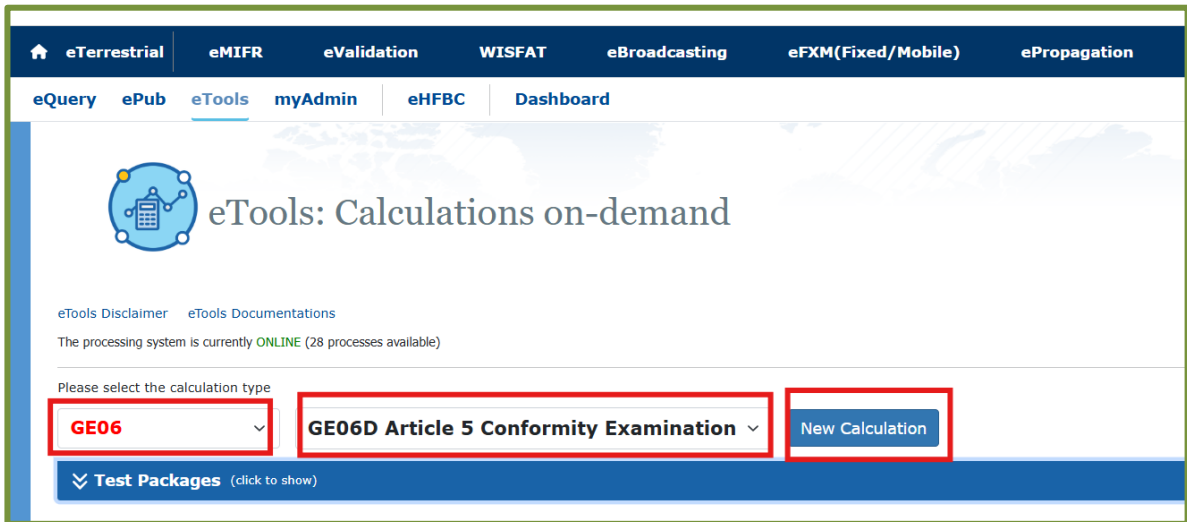 eTerrestrial eMIFR eValidation WISFAT eBroadcasting eFXM(Fixed/Mobile) ePropagation
eQuery ePub eTools myAdmin eHFBC Dashboard
eTools: Calculations on-demand
eTools Disclaimer eTools Documentations
The processing system is currently ONLINE (28 processes available)
Please select the calculation type
GE06 GE06D Article 5 Conformity Examination New Calculation
Test Packages (click to show)